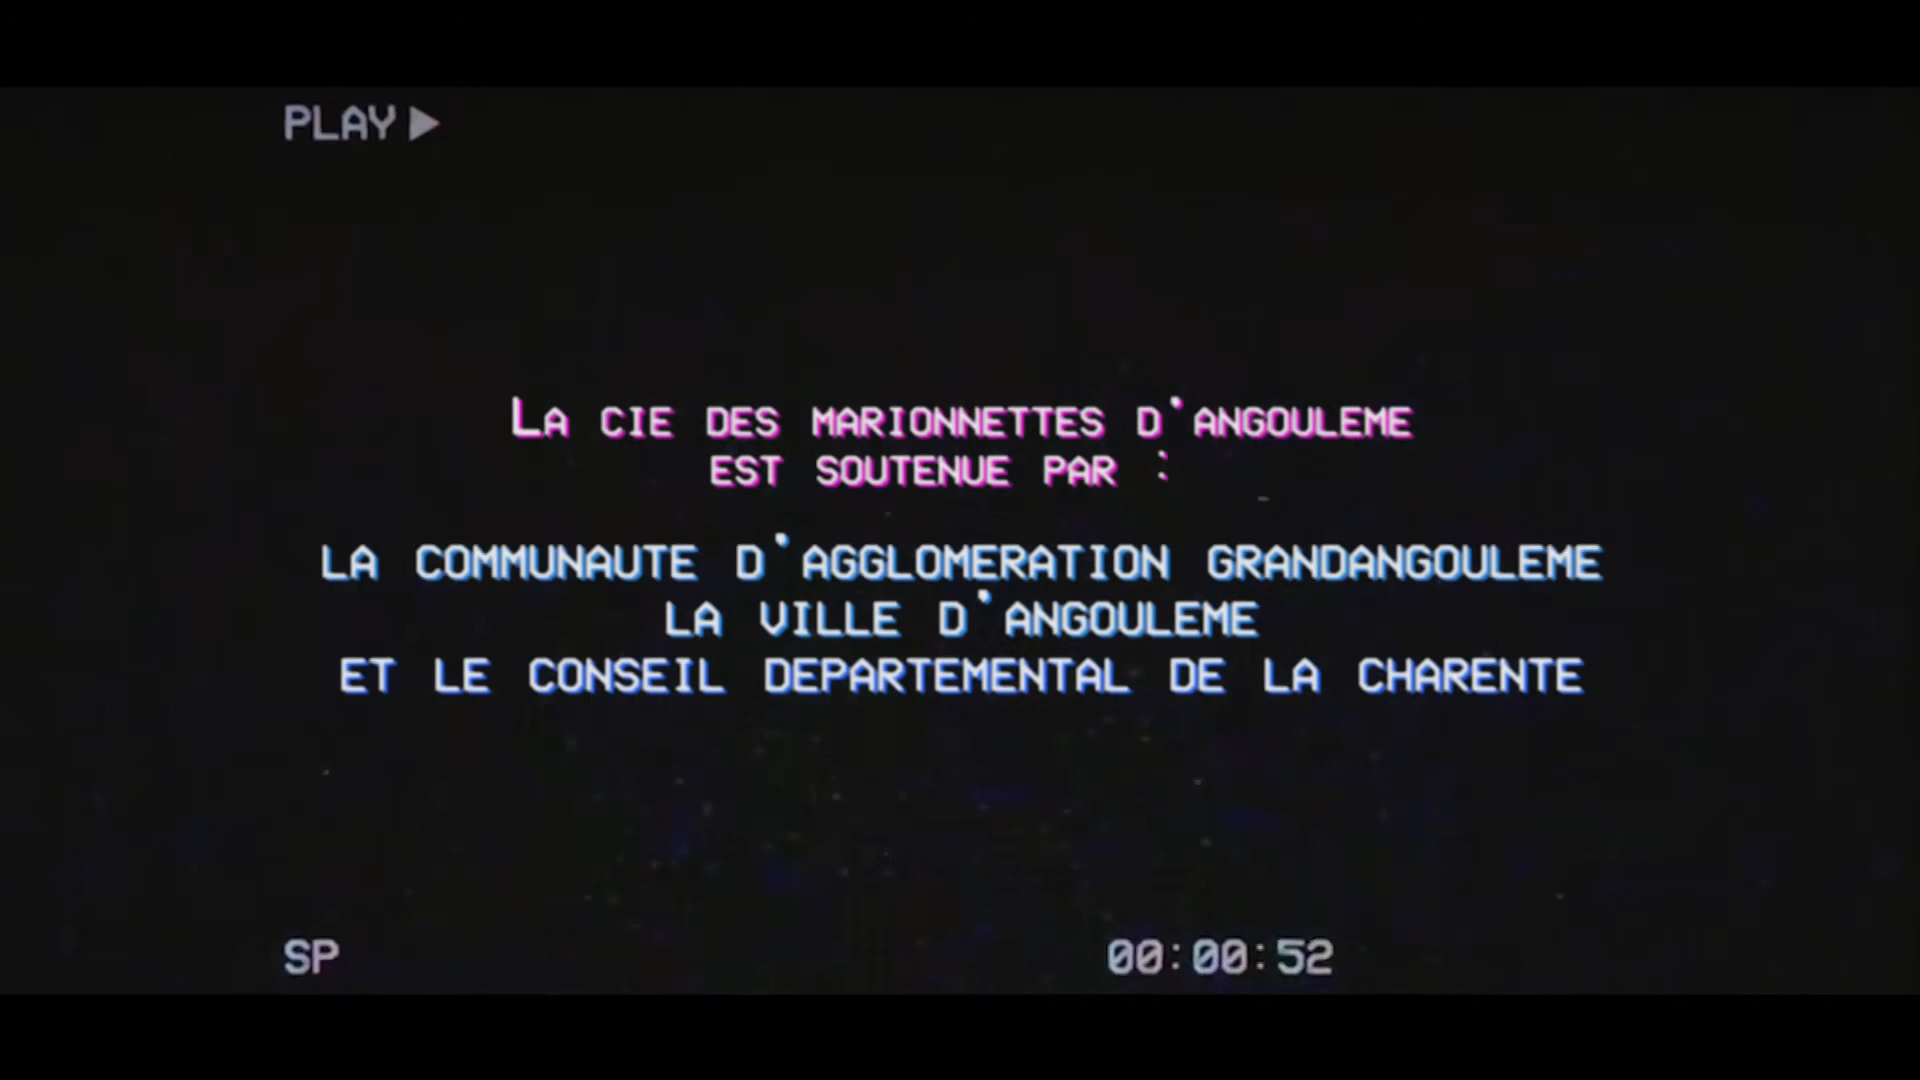 PLAY ▶
La cie des marionnettes d'angouleme
est soutenue par :
LA COMMUNAUTE D'AGGLOMERATION GRANDANGOULEME
LA VILLE D'ANGOULEME
ET LE CONSEIL DEPARTEMENTAL DE LA CHARENTE
SP
00:00:52